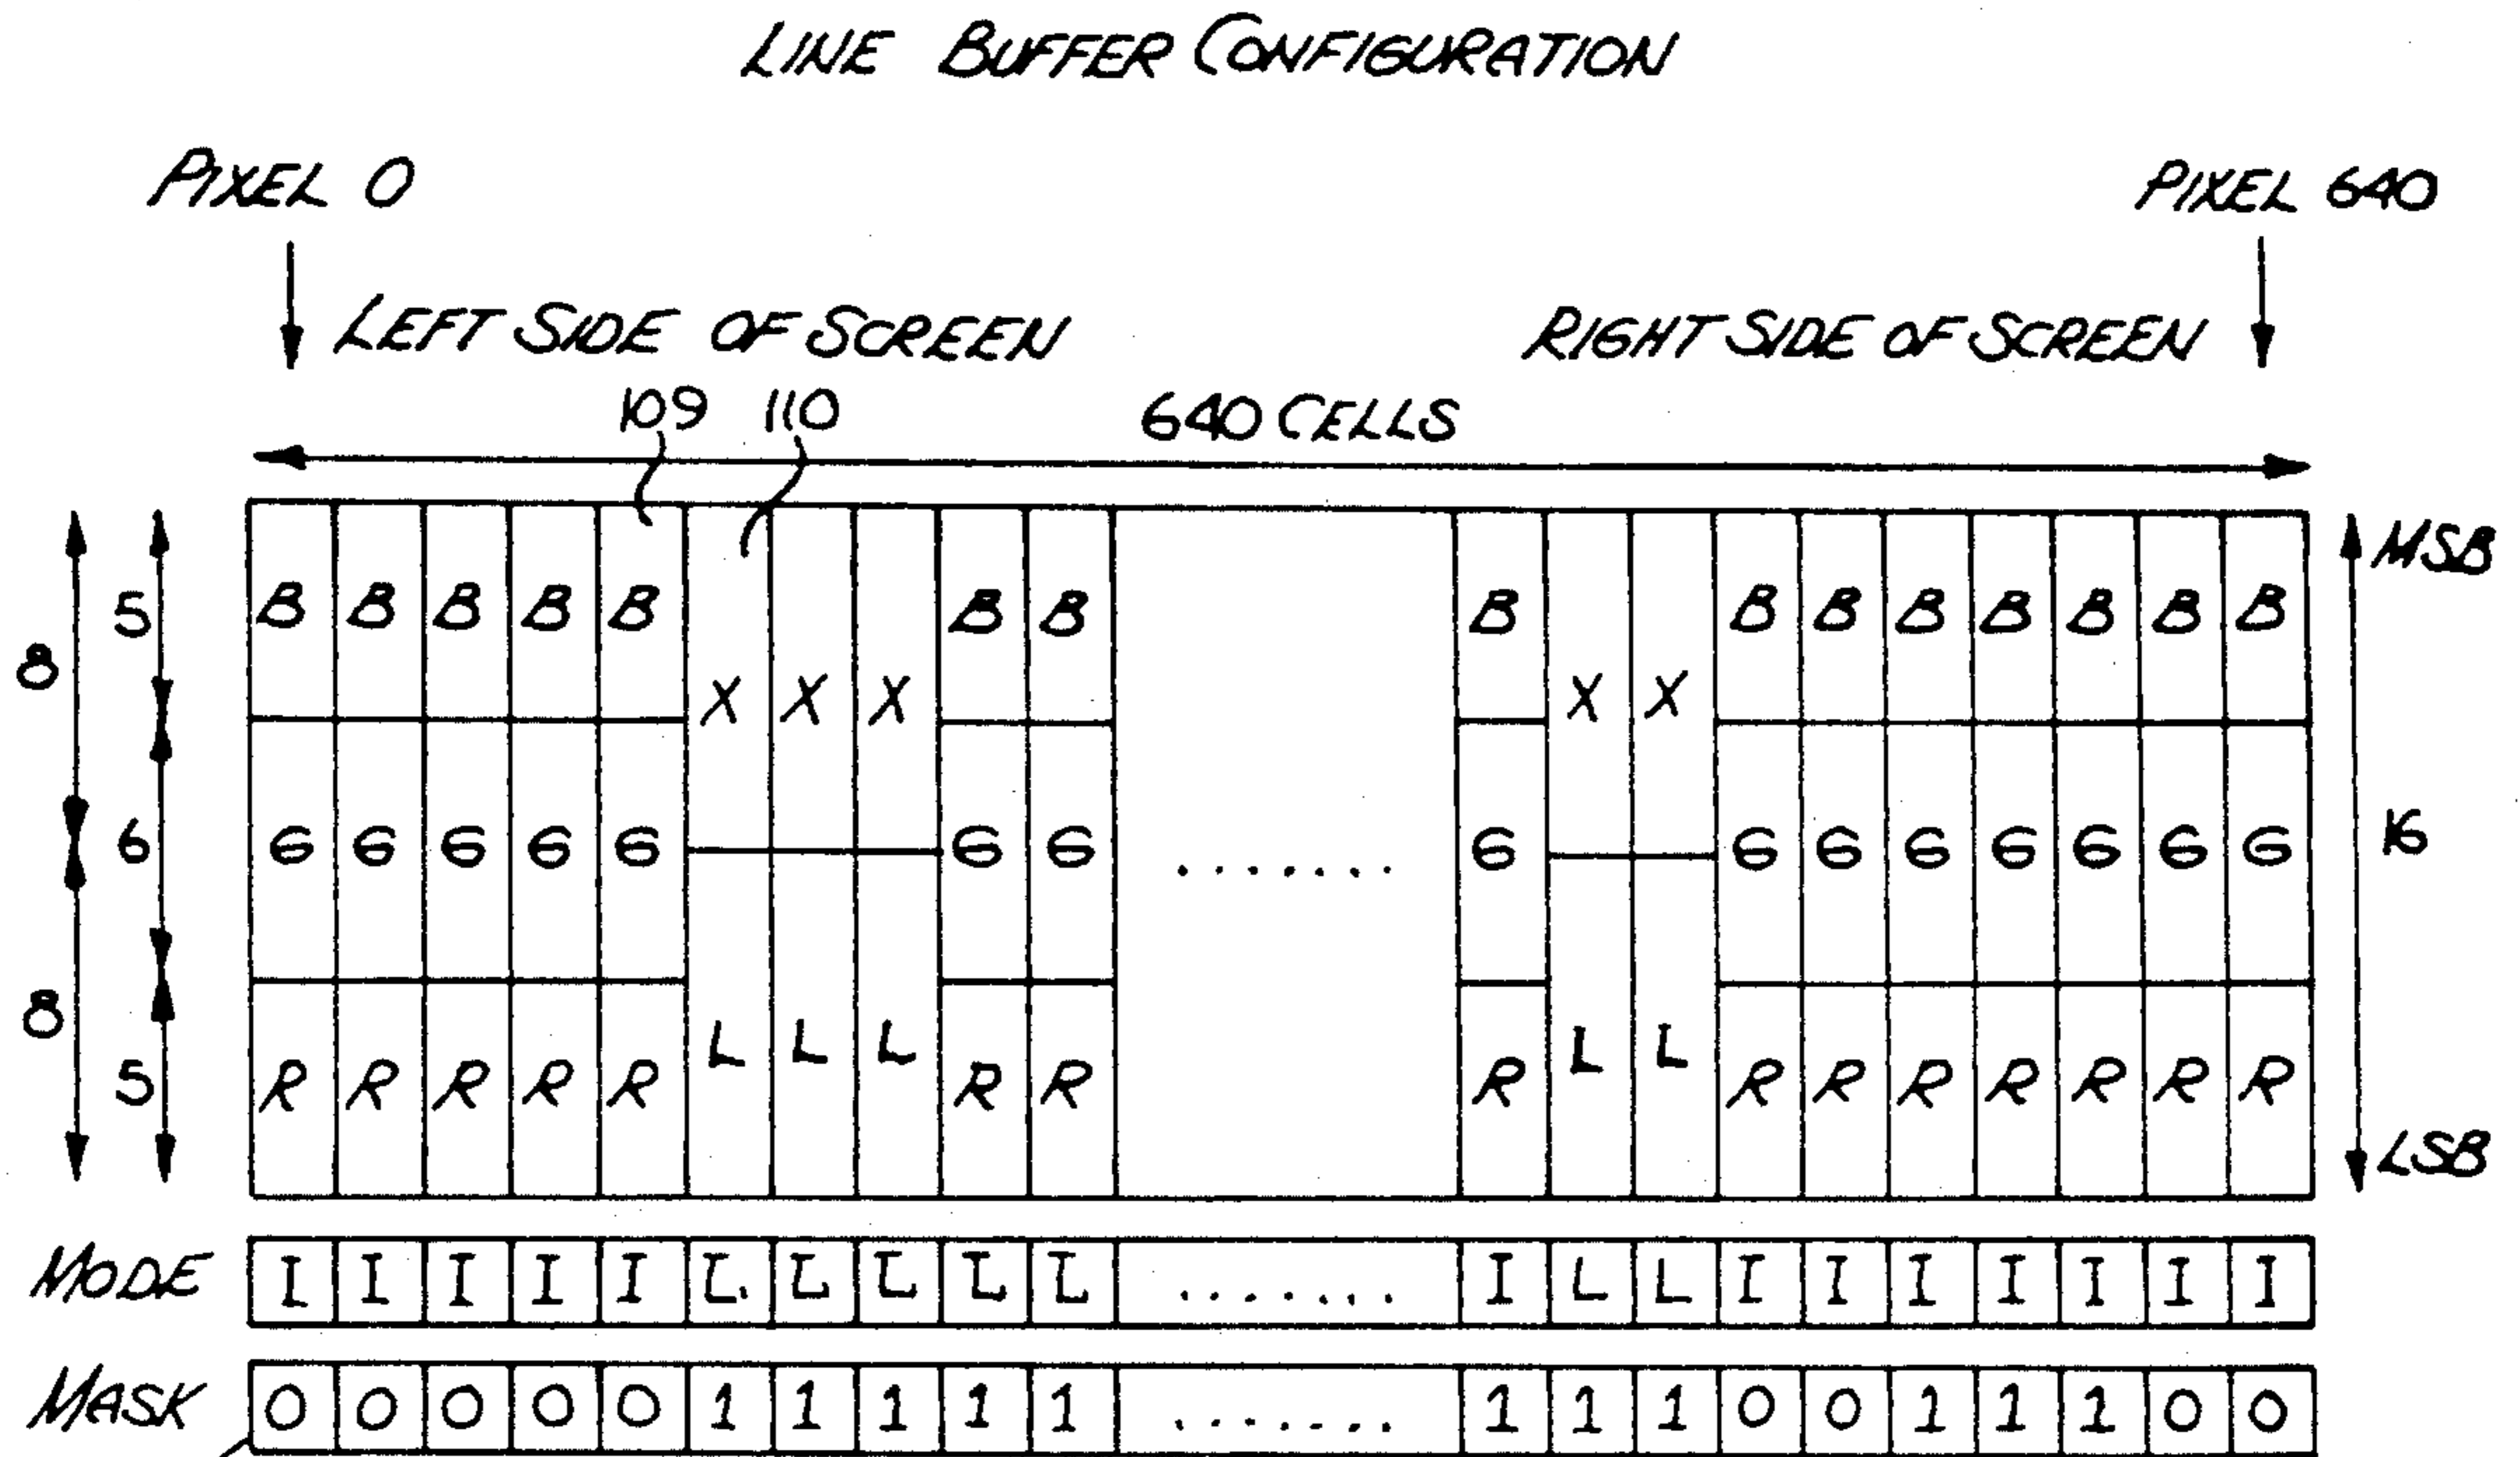 LINE BUFFER CONFIGURATION
PIXEL 0 PIXEL 640
LEFT SIDE OF SCREEN RIGHT SIDE OF SCREEN
109 110 640 CELLS
MSB
5 B B B B B B B B B B B B B B B
8 X X X X X
6 G G G G G G G G G G G G G G G 16
.......
8 L L L L L
5 R R R R R R R R R R R R R R R
LSB
MODE I I I I I L L L L L ....... I L L I I I I I I I
MASK 0 0 0 0 0 1 1 1 1 1 ....... 1 1 1 0 0 1 1 1 0 0